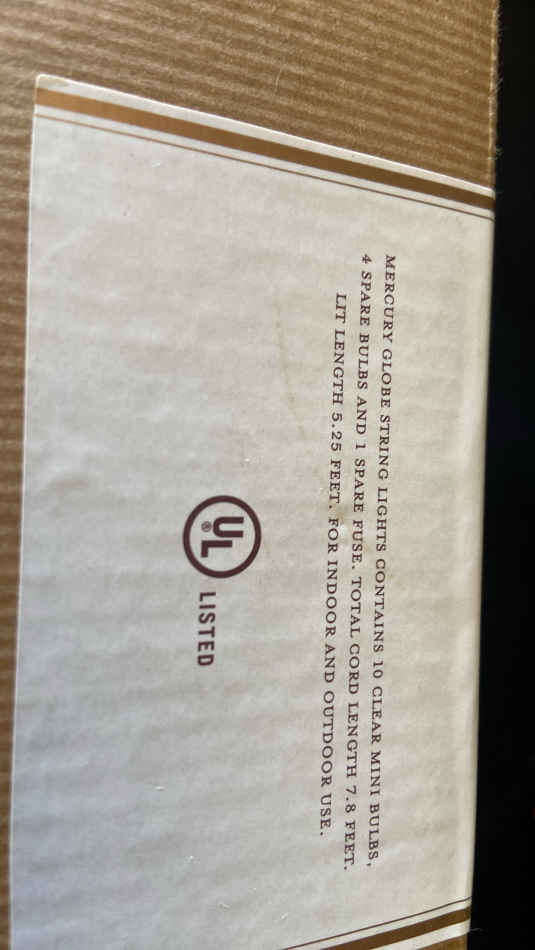 MERCURY GLOBE STRING LIGHTS CONTAINS 10 CLEAR MINI BULBS,
4 SPARE BULBS AND 1 SPARE FUSE. TOTAL CORD LENGTH 7.8 FEET.
LIT LENGTH 5.25 FEET. FOR INDOOR AND OUTDOOR USE.
UL® LISTED